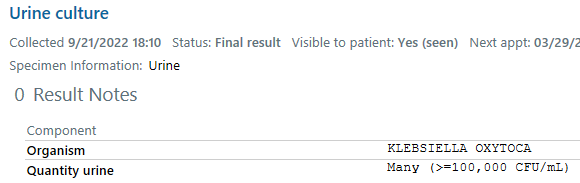 Urine culture
Collected 9/21/2022 18:10 Status: Final result Visible to patient: Yes (seen) Next appt: 03/29/2
Specimen Information: Urine
0 Result Notes
Component
Organism KLEBSIELLA OXYTOCA
Quantity urine Many (>=100,000 CFU/mL)